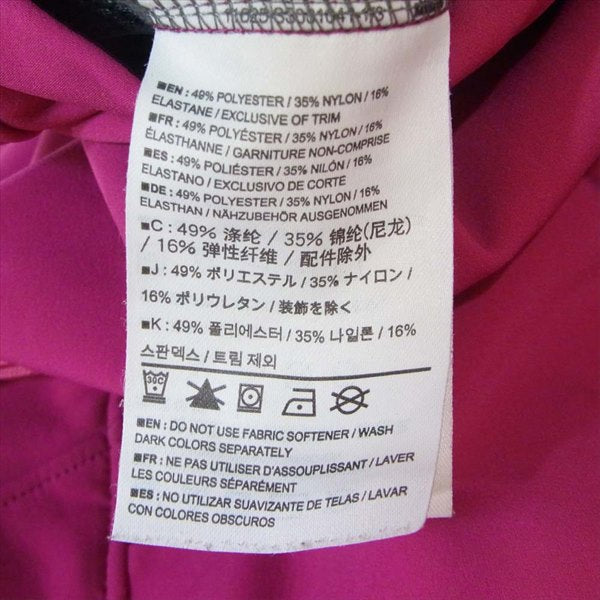 ■EN : 49% POLYESTER / 35% NYLON / 16%
ELASTANE / EXCLUSIVE OF TRIM
■FR : 49% POLYESTER / 35% NYLON / 16%
ÉLASTHANNE / GARNITURE NON-COMPRISE
■ES : 49% POLIÉSTER / 35% NILÓN / 16%
ELASTANO / EXCLUSIVO DE CORTE
■DE : 49% POLYESTER / 35% NYLON / 16%
ELASTHAN / NÄHZUBEHÖR AUSGENOMMEN
■C : 49% 涤纶 / 35% 锦纶(尼龙)
/ 16% 弹性纤维 / 配件除外
■J : 49% ポリエステル / 35% ナイロン /
16% ポリウレタン / 装飾を除く
■K : 49% 폴리에스터 / 35% 나일론 / 16%
스판덱스 / 트림 제외
30C
■EN : DO NOT USE FABRIC SOFTENER / WASH
DARK COLORS SEPARATELY
■FR : NE PAS UTILISER D'ASSOUPLISSANT / LAVER
LES COULEURS SÉPARÉMENT
■ES : NO UTILIZAR SUAVIZANTE DE TELAS / LAVAR
CON COLORES OBSCUROS